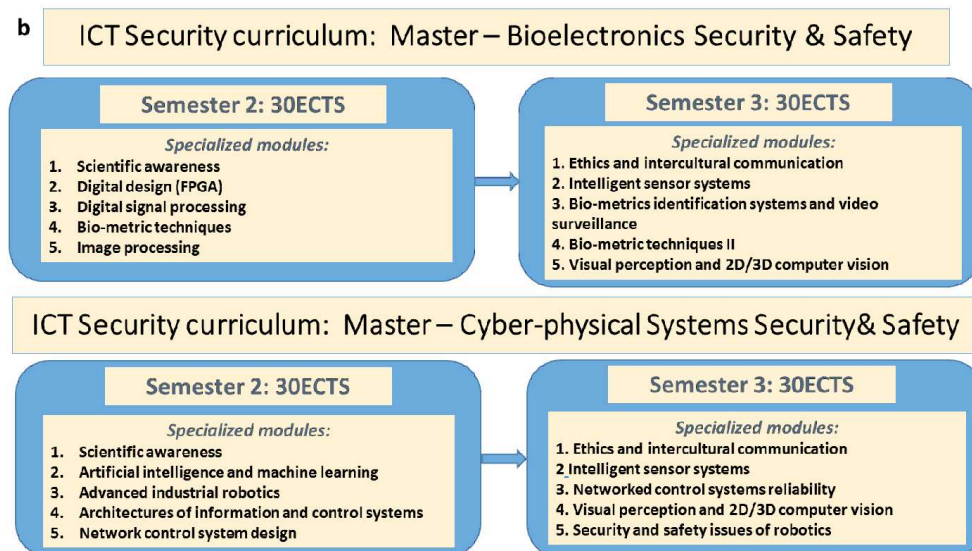 b
ICT Security curriculum: Master – Bioelectronics Security & Safety
Semester 2: 30ECTS
Specialized modules:
1. Scientific awareness
2. Digital design (FPGA)
3. Digital signal processing
4. Bio-metric techniques
5. Image processing
Semester 3: 30ECTS
Specialized modules:
1. Ethics and intercultural communication
2. Intelligent sensor systems
3. Bio-metrics identification systems and video
surveillance
4. Bio-metric techniques II
5. Visual perception and 2D/3D computer vision
ICT Security curriculum: Master – Cyber-physical Systems Security& Safety
Semester 2: 30ECTS
Specialized modules:
1. Scientific awareness
2. Artificial intelligence and machine learning
3. Advanced industrial robotics
4. Architectures of information and control systems
5. Network control system design
Semester 3: 30ECTS
Specialized modules:
1. Ethics and intercultural communication
2 Intelligent sensor systems
3. Networked control systems reliability
4. Visual perception and 2D/3D computer vision
5. Security and safety issues of robotics